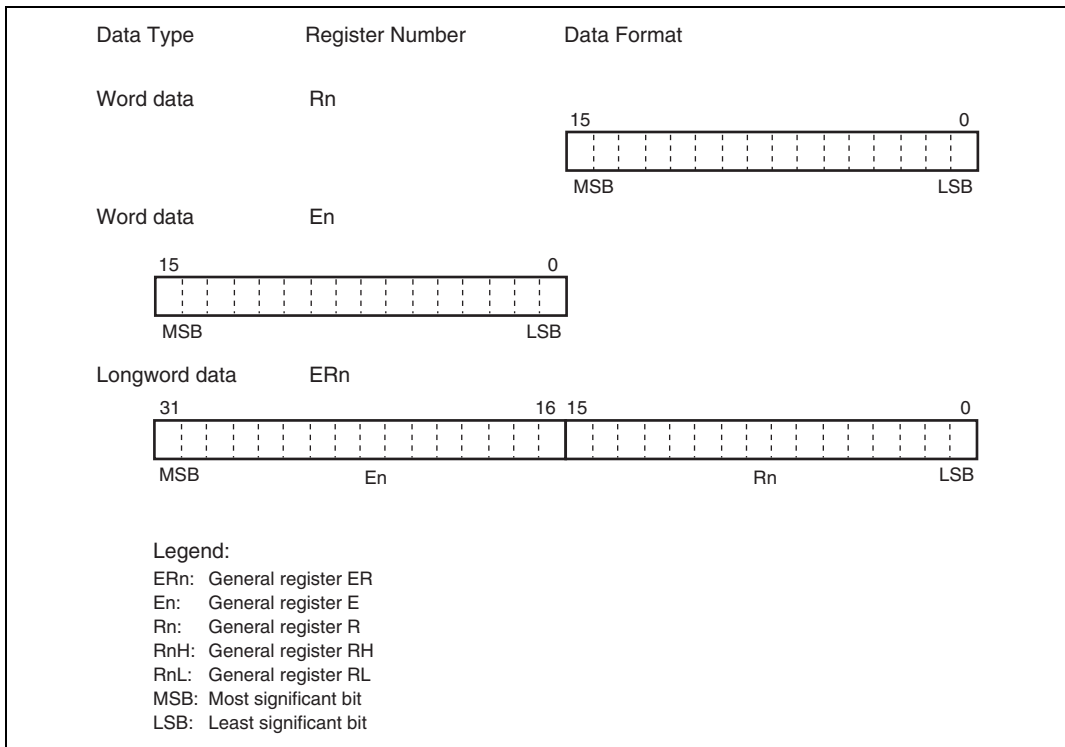 Data Type Register Number Data Format
Word data Rn
15 0
MSB LSB
Word data En
15 0
MSB LSB
Longword data ERn
31 16 15 0
MSB En Rn LSB
Legend:
ERn: General register ER
En: General register E
Rn: General register R
RnH: General register RH
RnL: General register RL
MSB: Most significant bit
LSB: Least significant bit